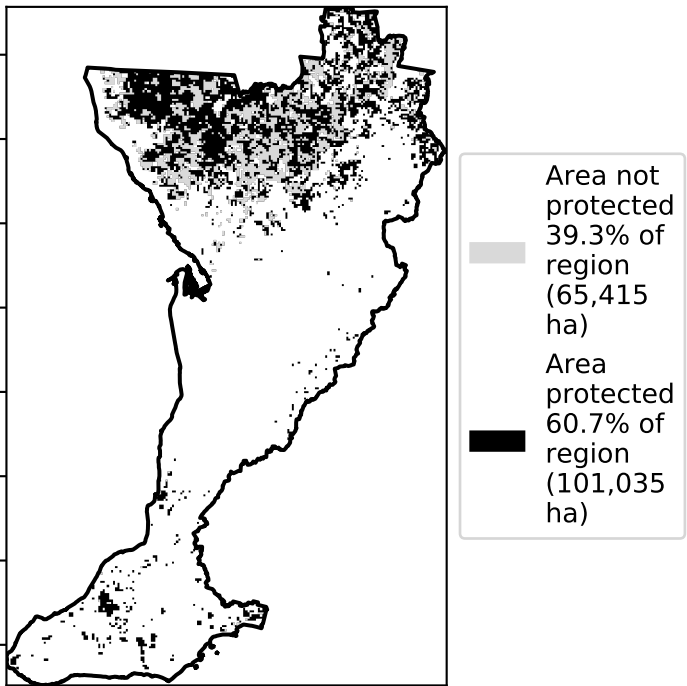 Area not
protected
39.3% of
region
(65,415
ha)
Area
protected
60.7% of
region
(101,035
ha)